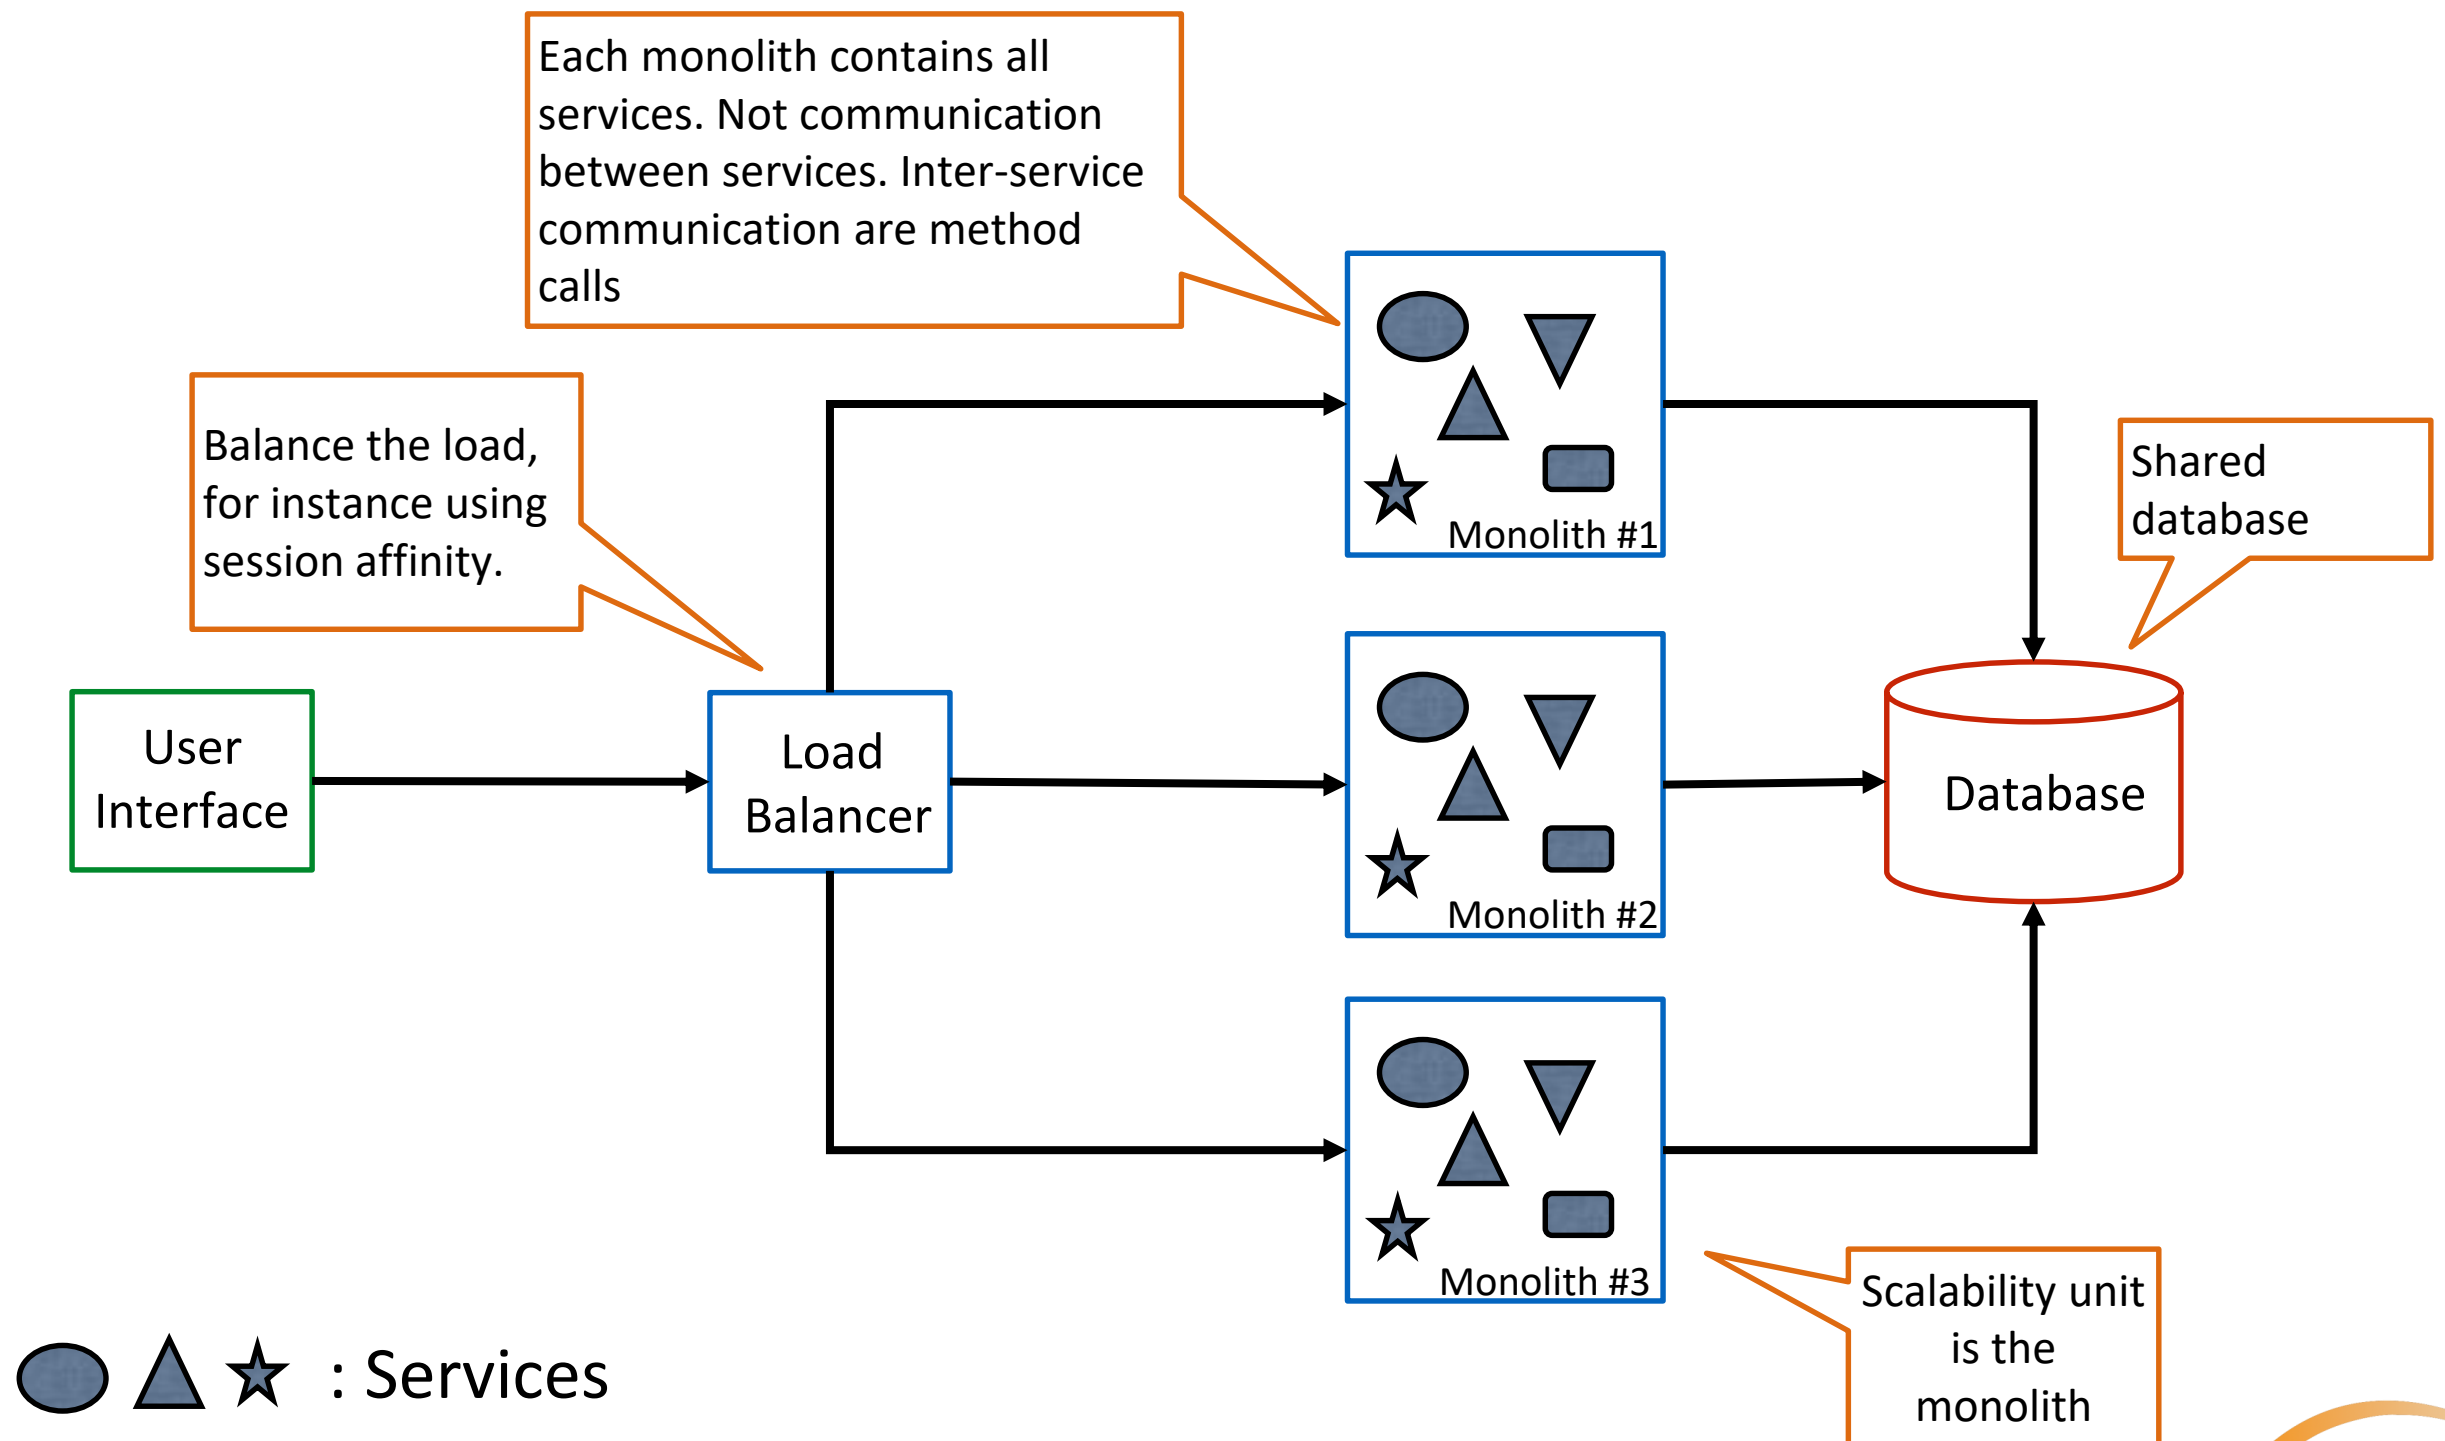 Each monolith contains all
services. Not communication
between services. Inter-service
communication are method
calls
Balance the load,
for instance using
session affinity.
Shared
database
User
Interface
Load
Balancer
Monolith #1
Monolith #2
Monolith #3
Database
Scalability unit
is the
monolith
: Services